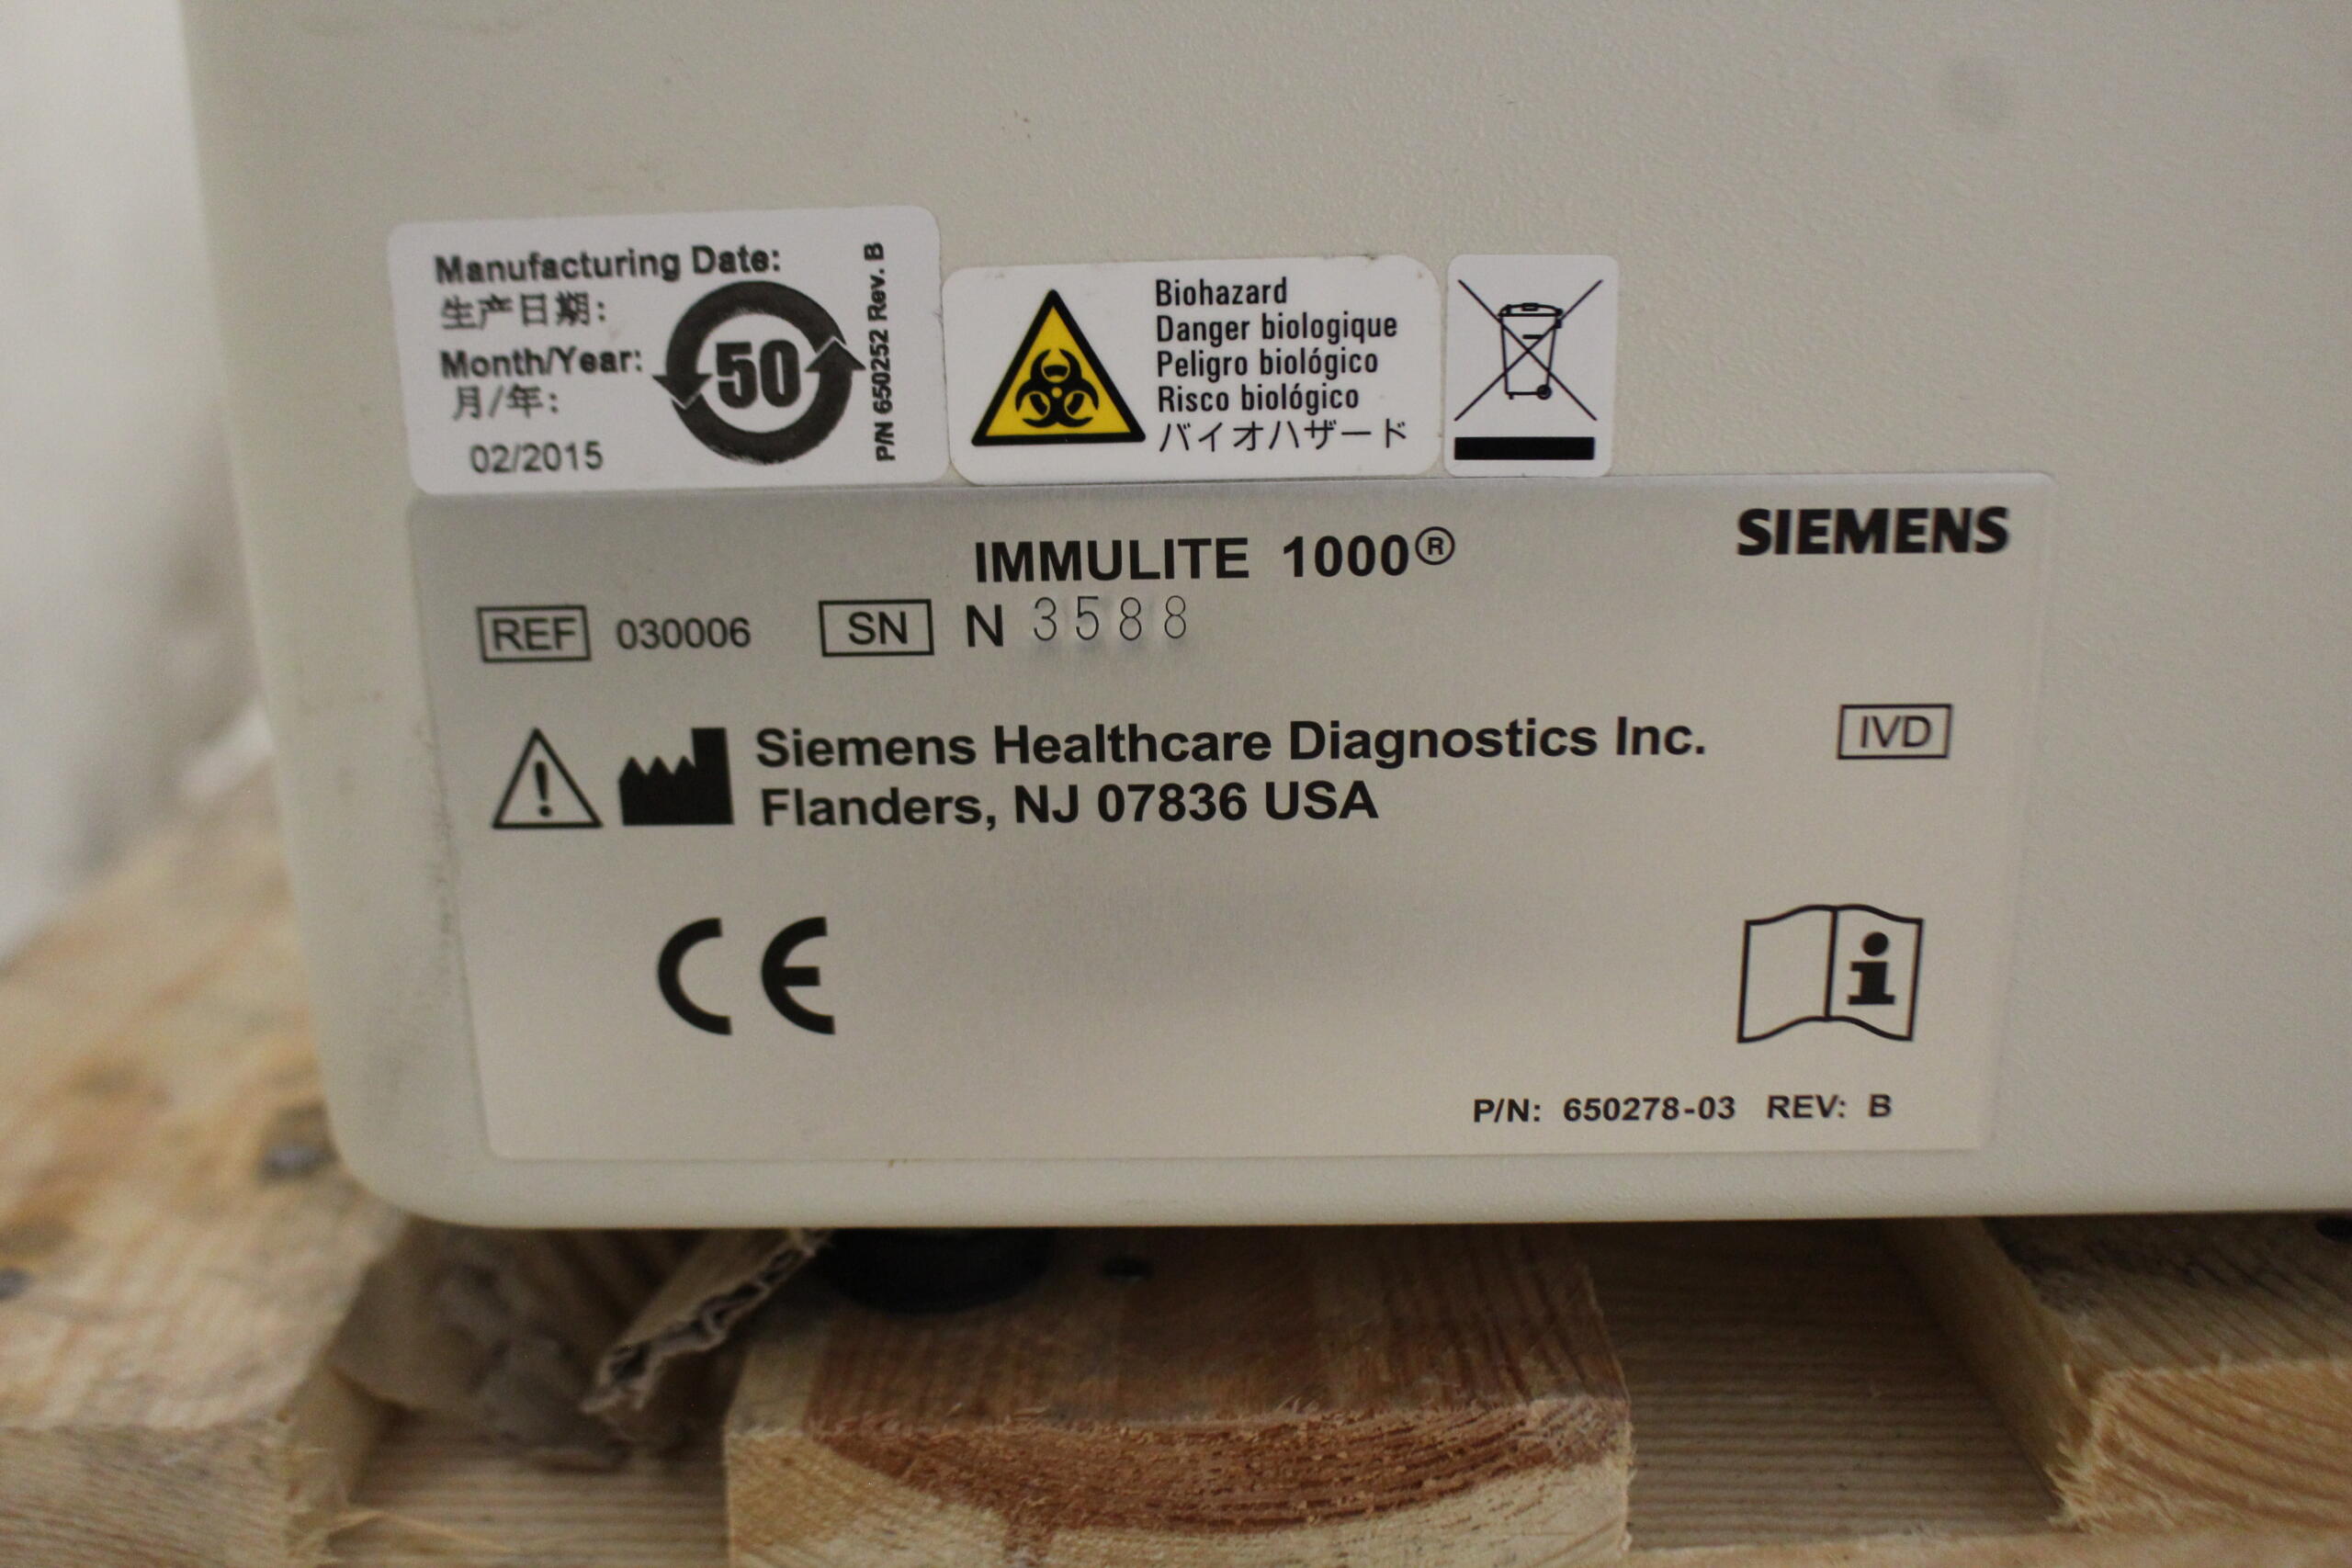 Manufacturing Date:
生产日期:
Month/Year:
月/年:
02/2015
50
P/N 650252 Rev. B
Biohazard
Danger biologique
Peligro biológico
Risco biológico
バイオハザード
SIEMENS
IMMULITE 1000®
REF 030006 SN N 3588
Siemens Healthcare Diagnostics Inc.
Flanders, NJ 07836 USA
IVD
CE
i
P/N: 650278-03 REV: B